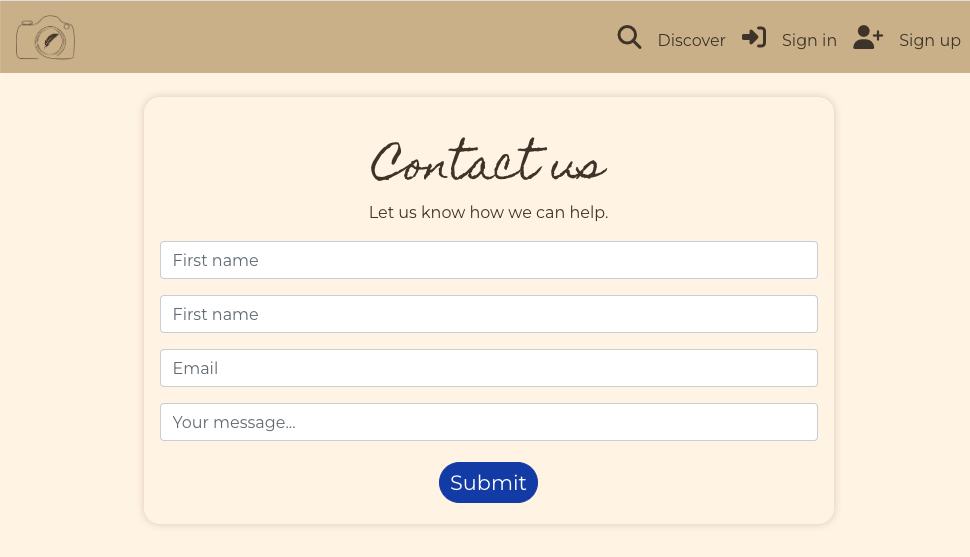 Discover Sign in Sign up
Contact us
Let us know how we can help.
First name
First name
Email
Your message...
Submit